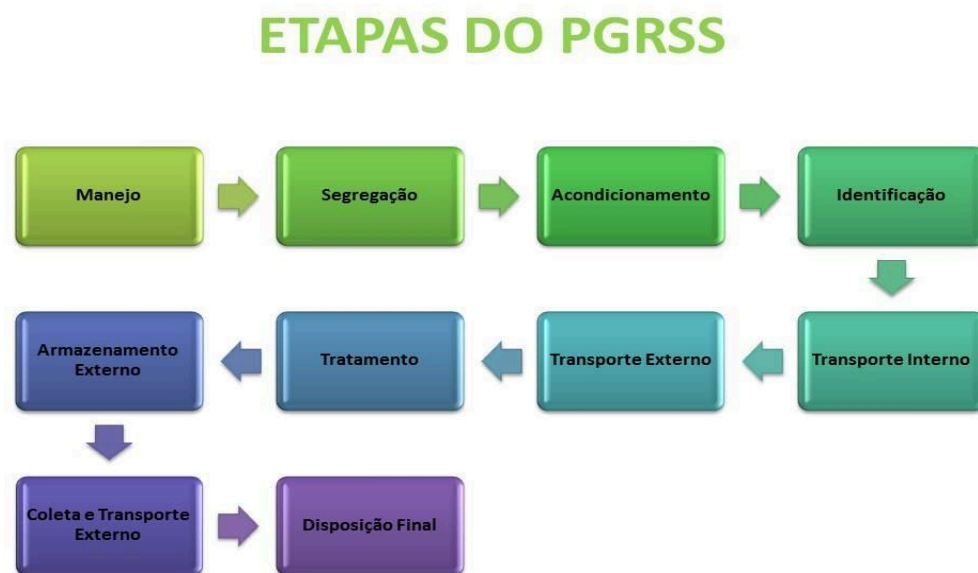 ETAPAS DO PGRSS
Manejo
Segregação
Acondicionamento
Identificação
Transporte Interno
Transporte Externo
Tratamento
Armazenamento
Externo
Coleta e Transporte
Externo
Disposição Final